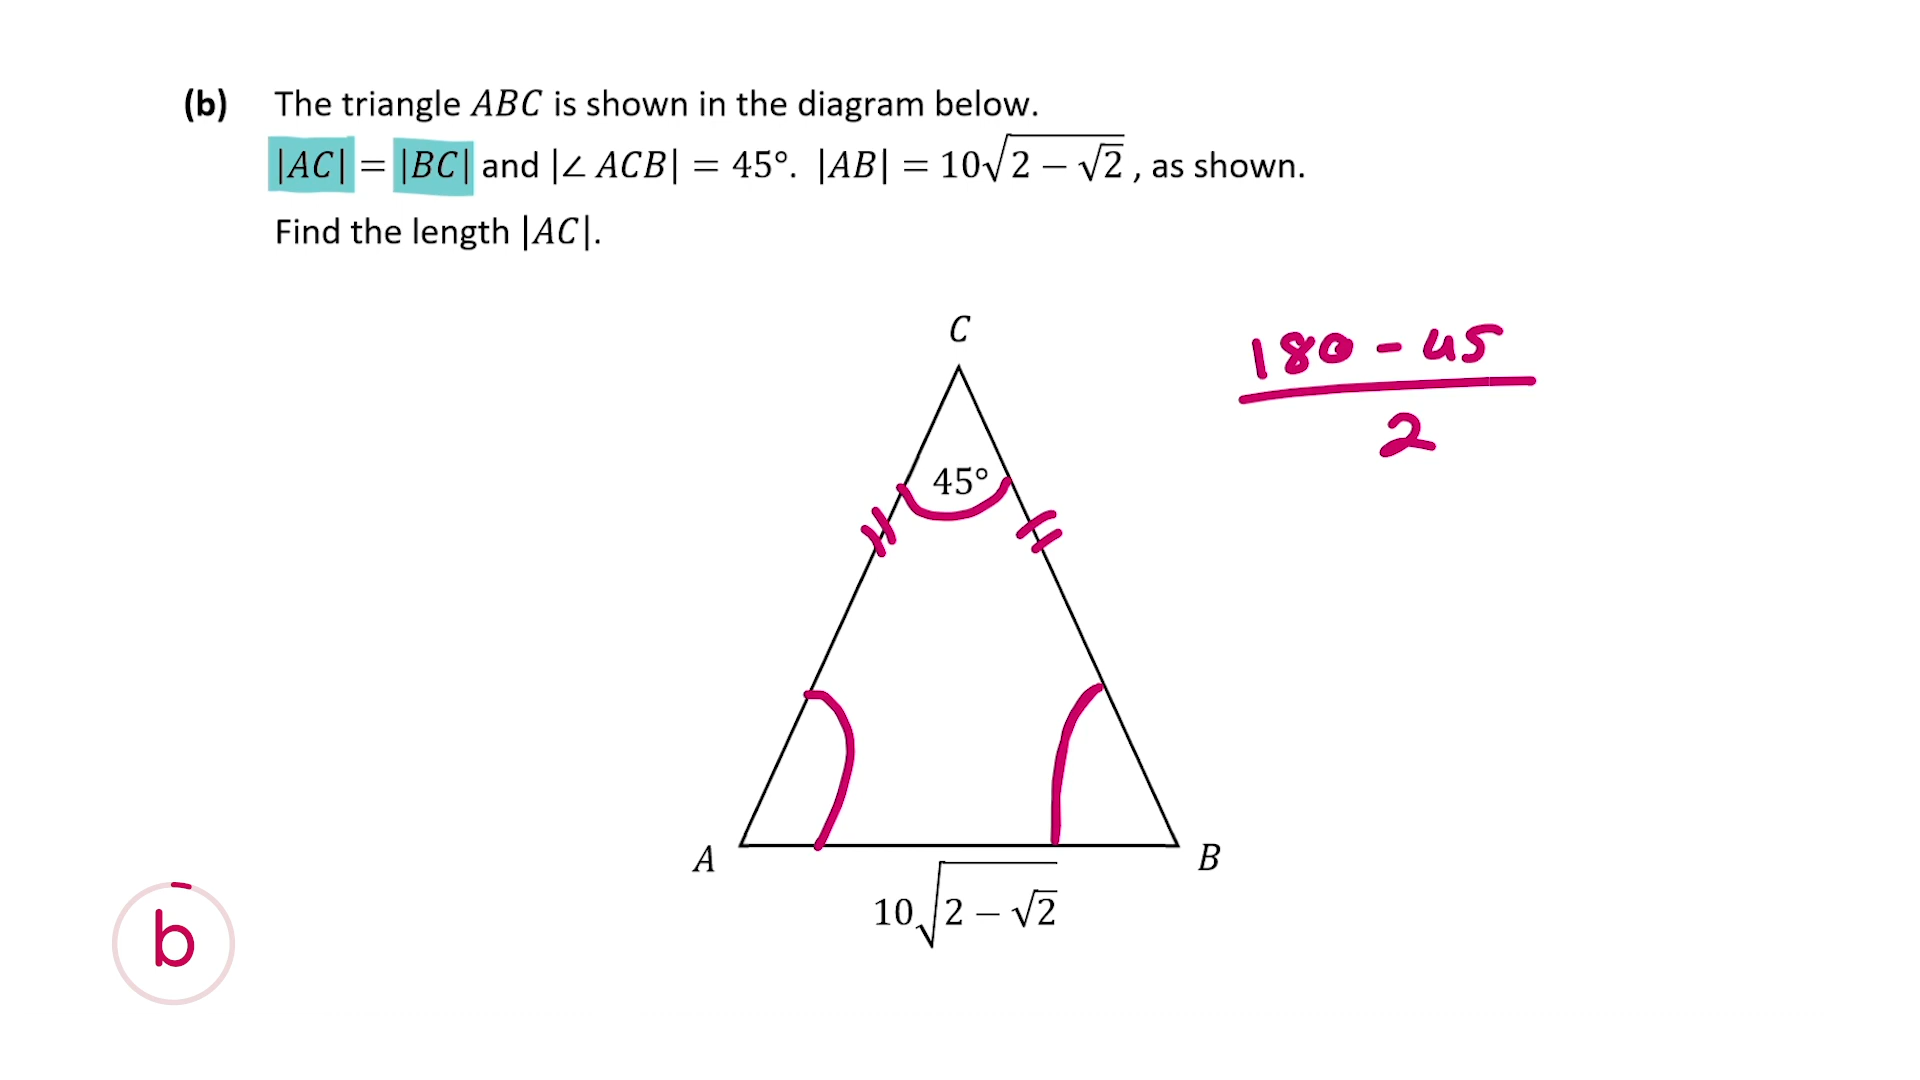 (b) The triangle ABC is shown in the diagram below.
|AC| = |BC| and |∠ ACB| = 45°. |AB| = 10√(2 − √2) , as shown.
Find the length |AC|.
C
180 - 45
2
45°
A
B
10√(2 − √2)
b